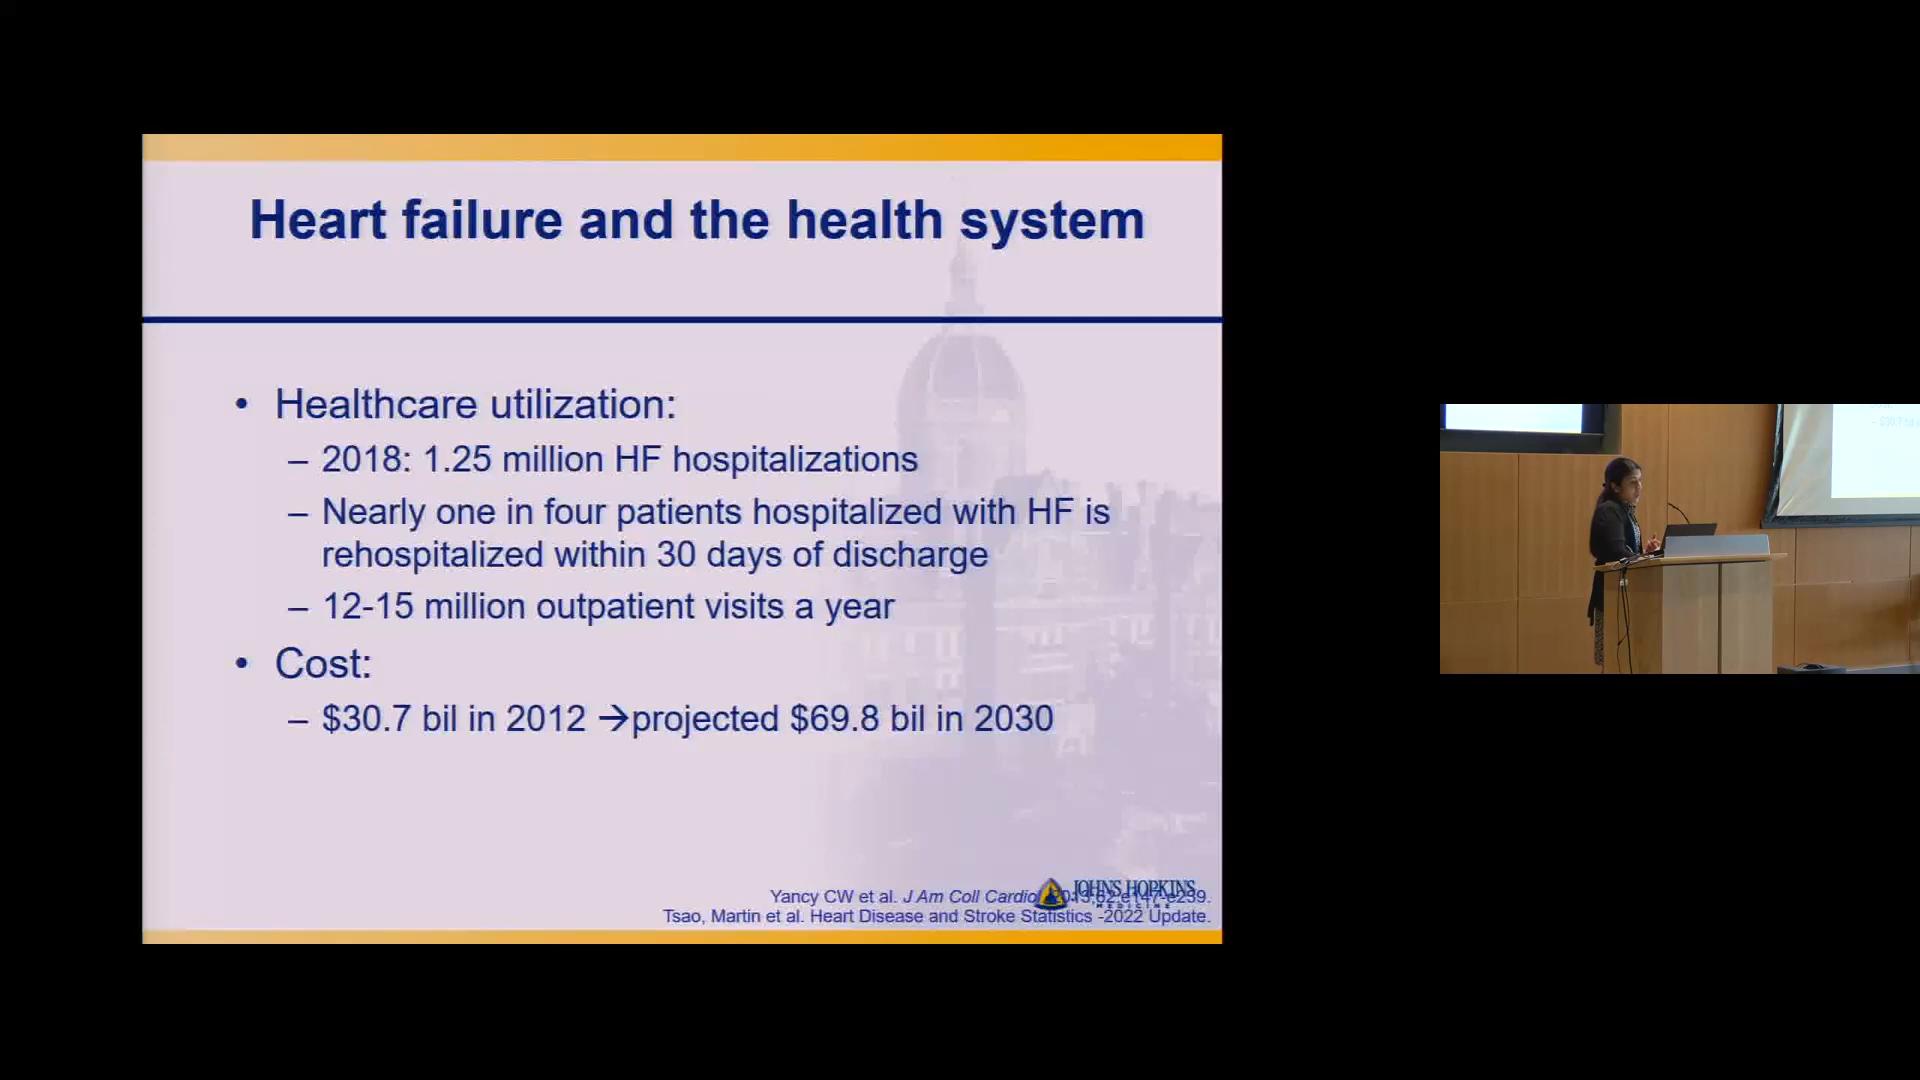 Heart failure and the health system
• Healthcare utilization:
– 2018: 1.25 million HF hospitalizations
– Nearly one in four patients hospitalized with HF is
rehospitalized within 30 days of discharge
– 12-15 million outpatient visits a year
• Cost:
– $30.7 bil in 2012 →projected $69.8 bil in 2030
Yancy CW et al. J Am Coll Cardio 2013;62:e147-e239.
JOHNS HOPKINS
MEDICINE
Tsao, Martin et al. Heart Disease and Stroke Statistics -2022 Update.